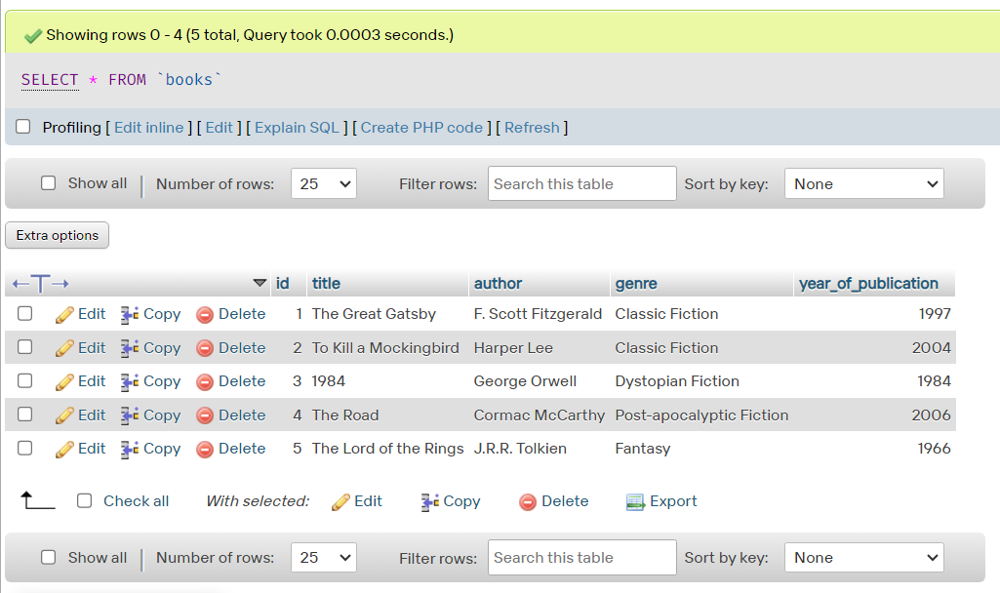 Showing rows 0 - 4 (5 total, Query took 0.0003 seconds.)
SELECT * FROM `books`
Profiling [ Edit inline ] [ Edit ] [ Explain SQL ] [ Create PHP code ] [ Refresh ]
Show all | Number of rows: 25 Filter rows: Search this table Sort by key: None
Extra options
←T→ id title author genre year_of_publication
Edit Copy Delete 1 The Great Gatsby F. Scott Fitzgerald Classic Fiction 1997
Edit Copy Delete 2 To Kill a Mockingbird Harper Lee Classic Fiction 2004
Edit Copy Delete 3 1984 George Orwell Dystopian Fiction 1984
Edit Copy Delete 4 The Road Cormac McCarthy Post-apocalyptic Fiction 2006
Edit Copy Delete 5 The Lord of the Rings J.R.R. Tolkien Fantasy 1966
Check all With selected: Edit Copy Delete Export
Show all | Number of rows: 25 Filter rows: Search this table Sort by key: None